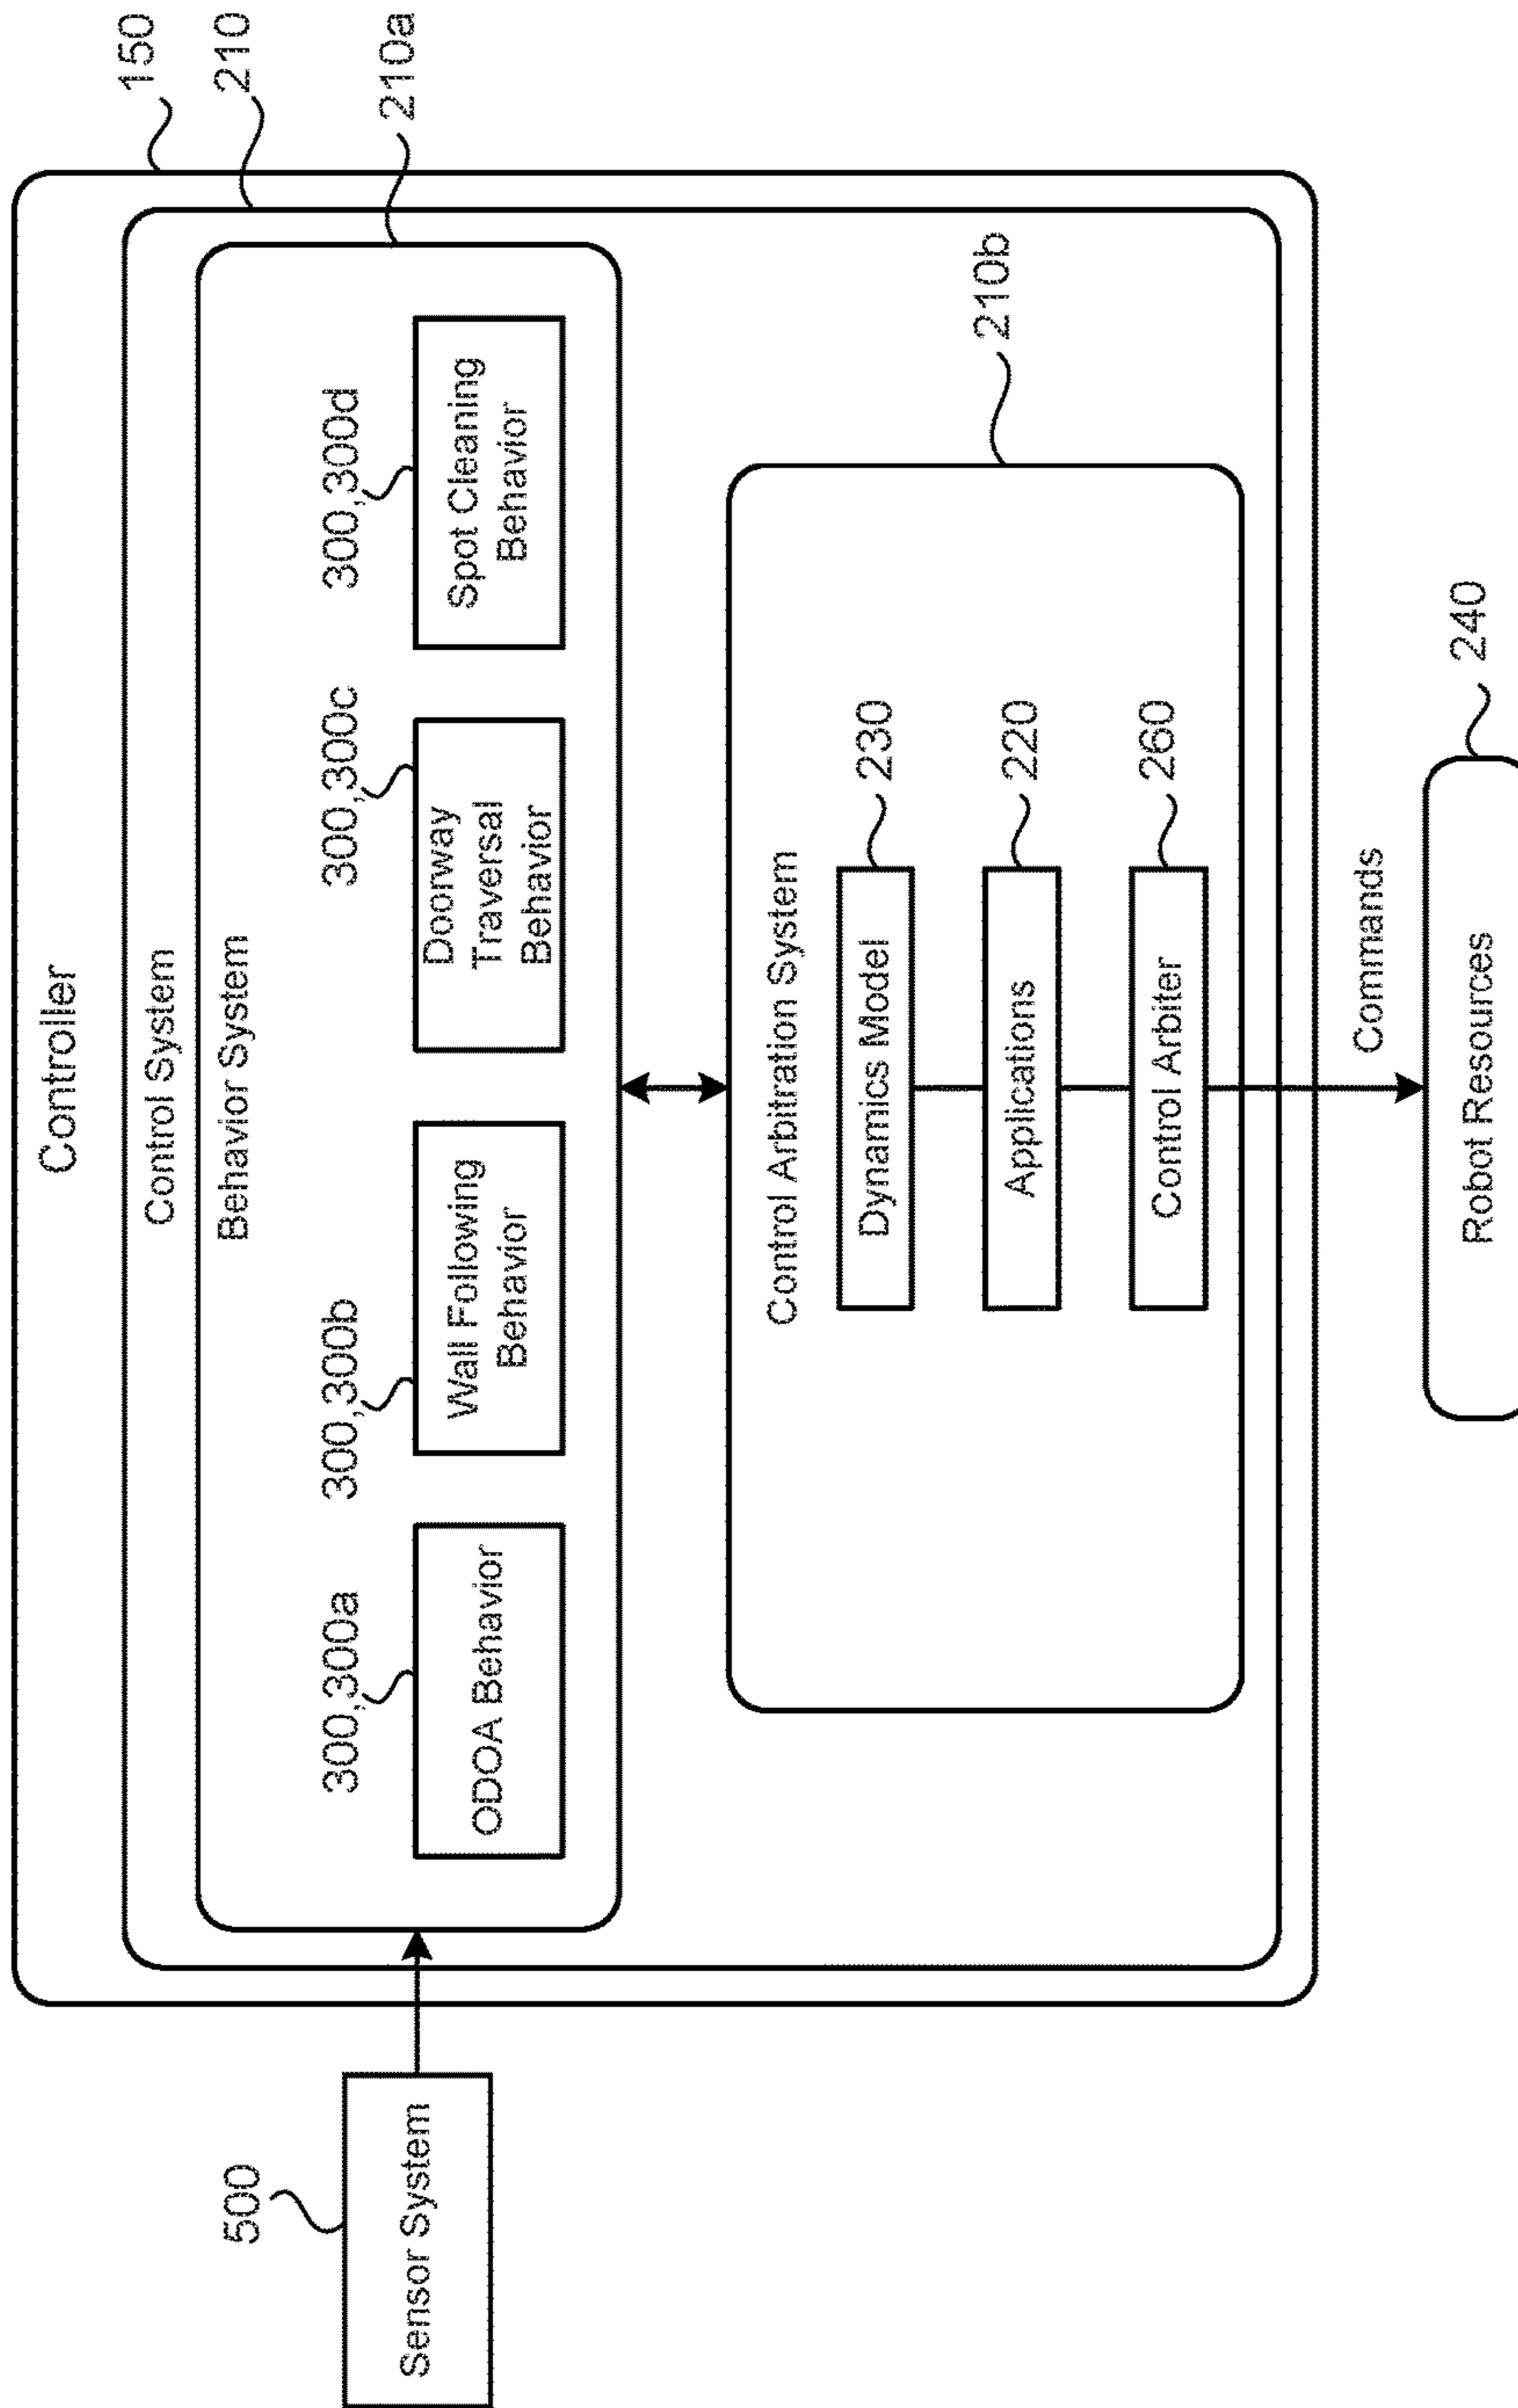 Controller
150
Control System
210
Behavior System
210a
500
Sensor System
300,300a
ODOA Behavior
300,300b
Wall Following
Behavior
300,300c
Doorway
Traversal
Behavior
300,300d
Spot Cleaning
Behavior
Control Arbitration System
210b
Dynamics Model
230
Applications
220
Control Arbiter
260
Commands
Robot Resources
240